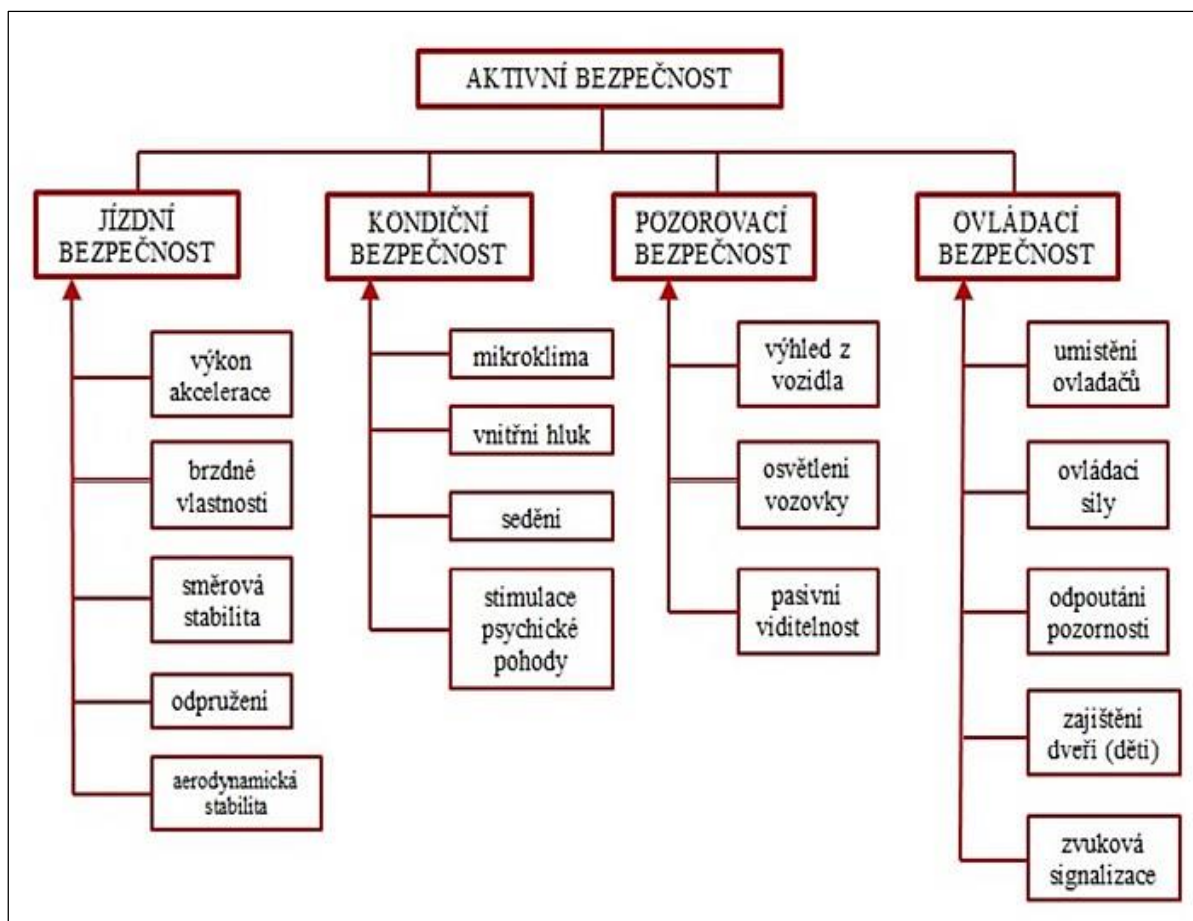 AKTIVNÍ BEZPEČNOST
JÍZDNÍ
BEZPEČNOST
výkon
akcelerace
brzdné
vlastnosti
směrová
stabilita
odpružení
aerodynamická
stabilita
KONDIČNÍ
BEZPEČNOST
mikroklima
vnitřní hluk
sedění
stimulace
psychické
pohody
POZOROVACÍ
BEZPEČNOST
výhled z
vozidla
osvětlení
vozovky
pasivní
viditelnost
OVLÁDACÍ
BEZPEČNOST
umistění
ovladačů
ovládací
síly
odpoutání
pozornosti
zajištění
dveří (děti)
zvuková
signalizace